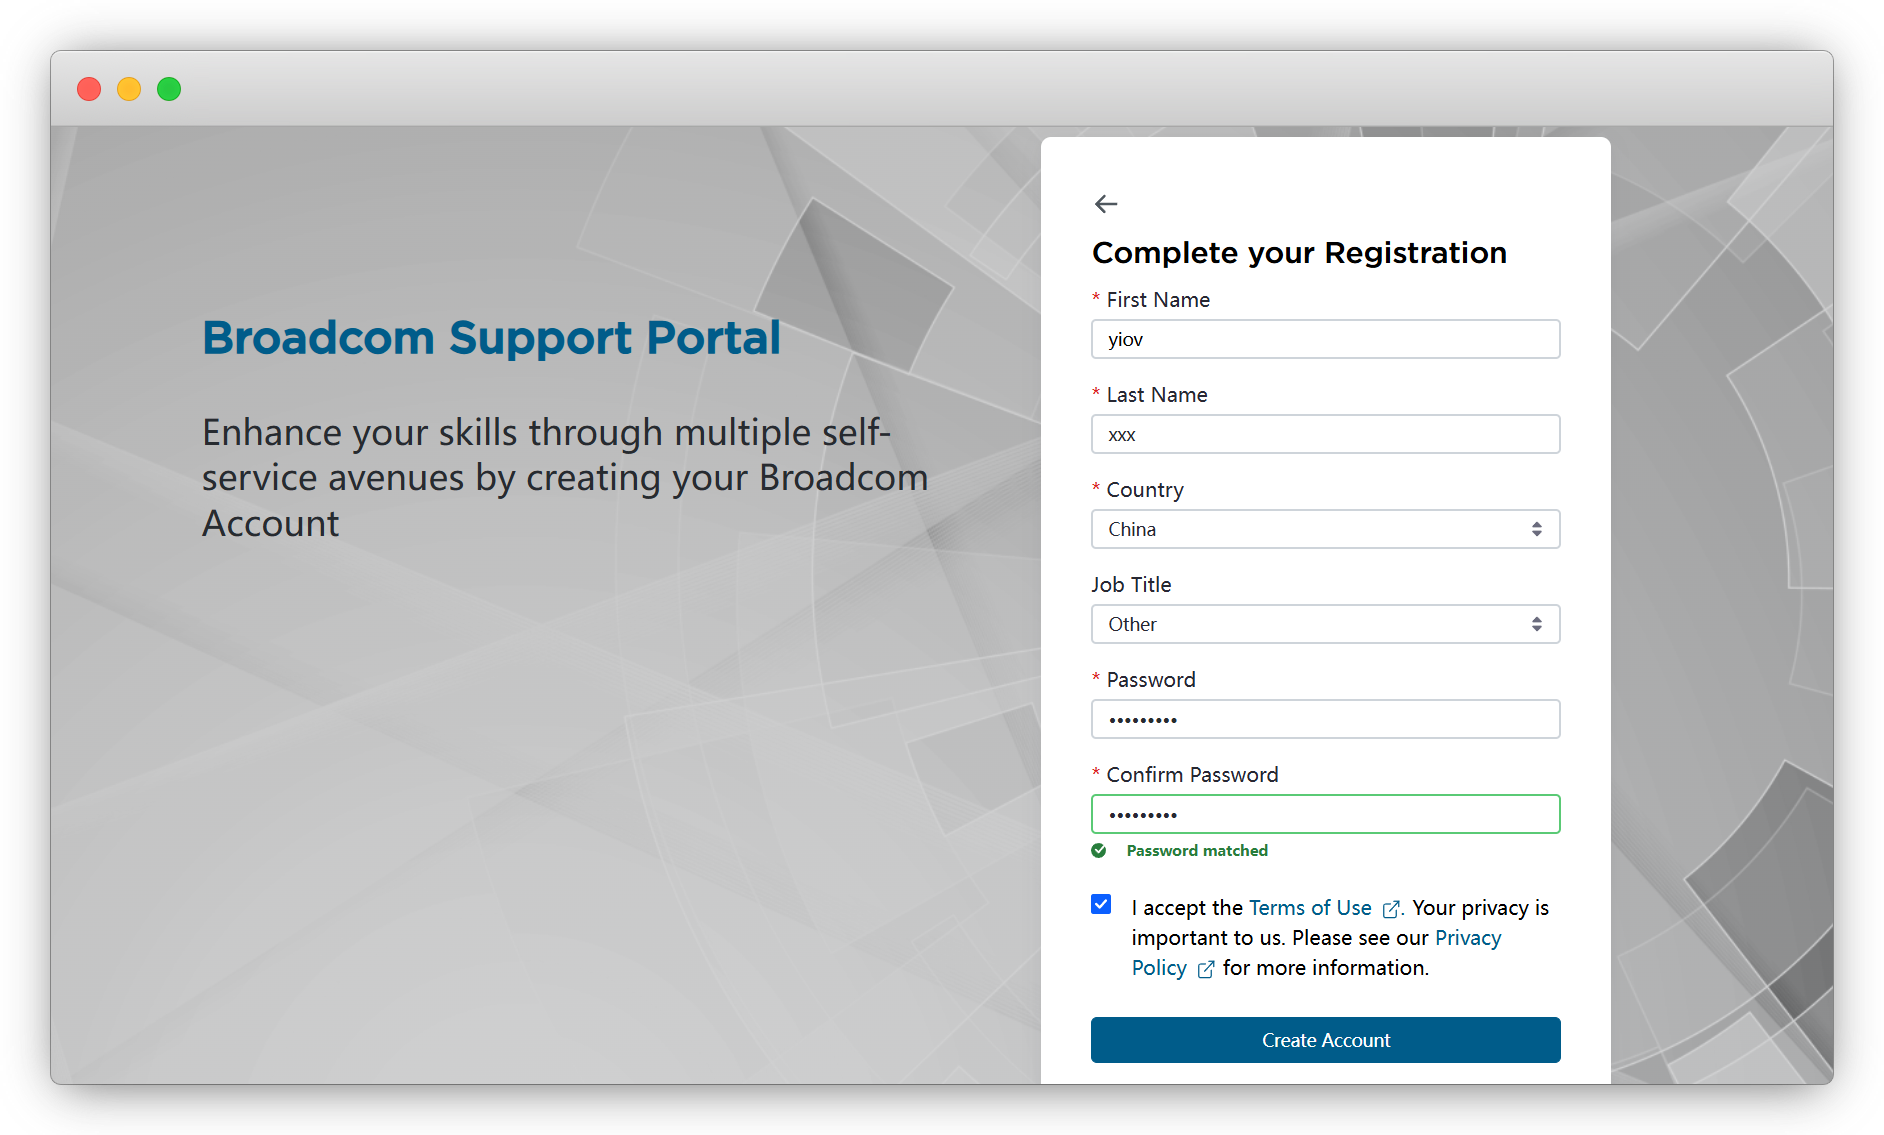 Broadcom Support Portal
Enhance your skills through multiple self-
service avenues by creating your Broadcom
Account
Complete your Registration
* First Name
yiov
* Last Name
xxx
* Country
China
Job Title
Other
* Password
•••••••••
* Confirm Password
•••••••••
Password matched
I accept the Terms of Use . Your privacy is
important to us. Please see our Privacy
Policy for more information.
Create Account